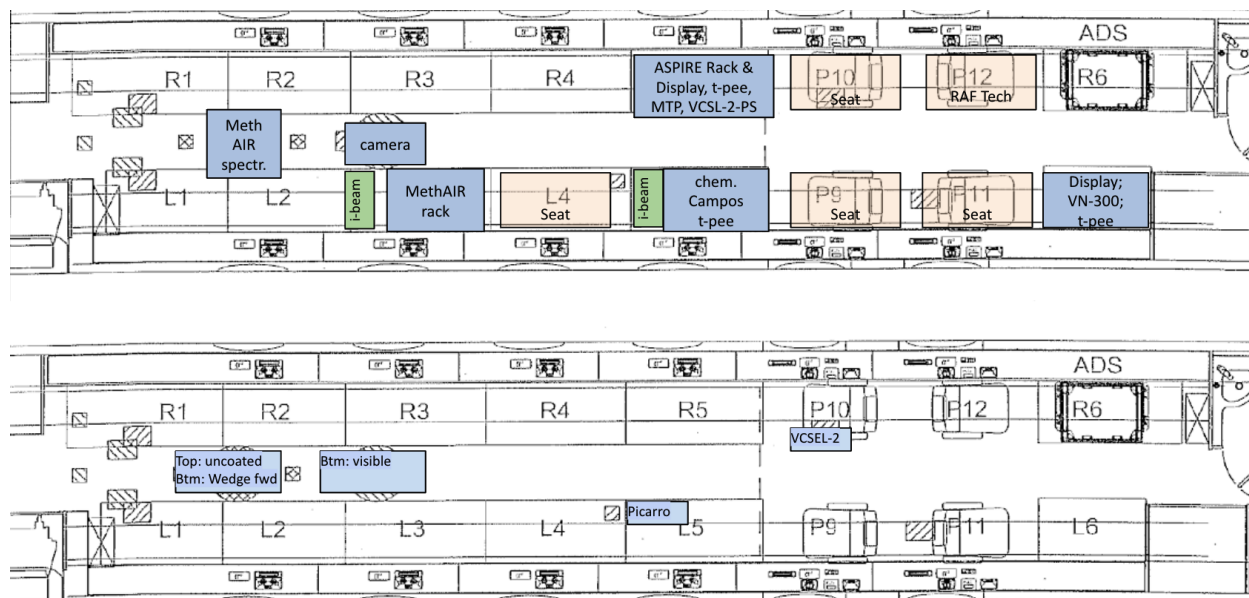 ADS
R1
R2
R3
R4
ASPIRE Rack &
Display, t-pee,
MTP, VCSL-2-PS
P10
Seat
P12
RAF Tech
R6
Meth
AIR
spectr.
camera
L1
L2
i-beam
MethAIR
rack
L4
Seat
i-beam
chem.
Campos
t-pee
P9
Seat
P11
Seat
Display;
VN-300;
t-pee
ADS
R1
R2
R3
R4
R5
P10
P12
R6
VCSEL-2
Top: uncoated
Btm: Wedge fwd
Btm: visible
Picarro
L1
L2
L3
L4
L5
P9
P11
L6